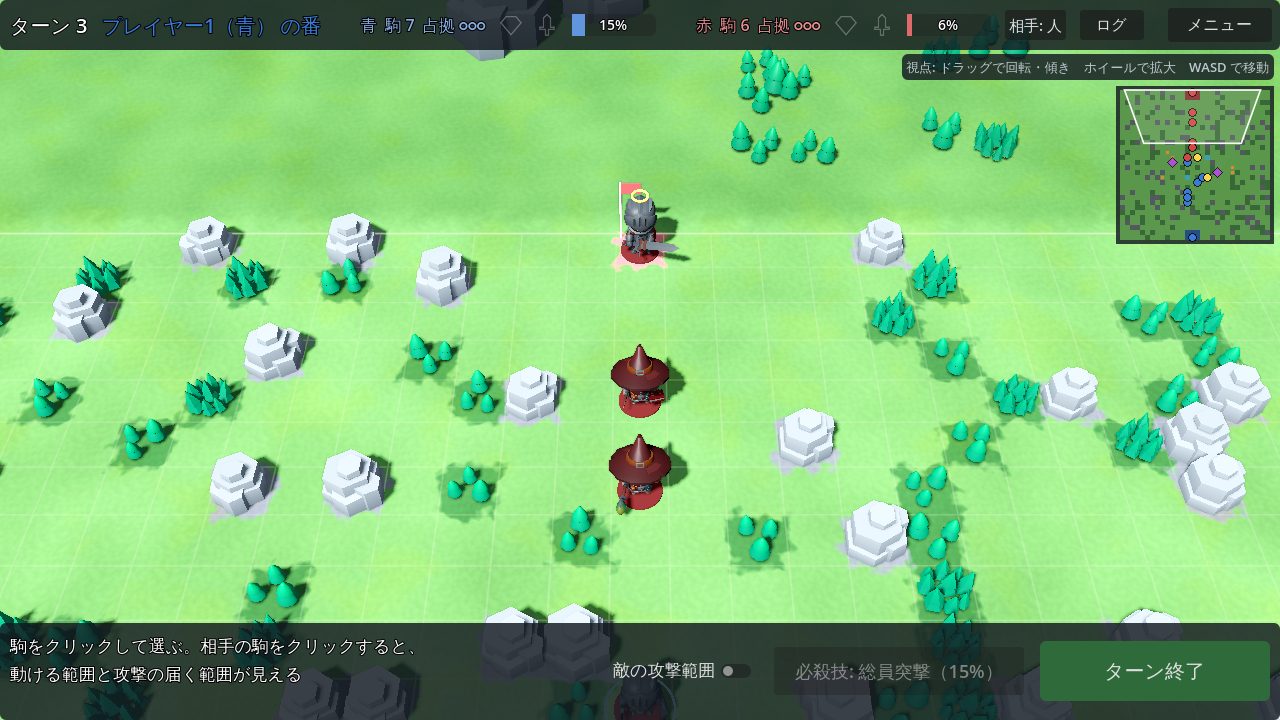 ターン 3 プレイヤー1（青） の番 青 駒 7 占拠 15% 赤 駒 6 占拠 6% 相手: 人 ログ メニュー
視点: ドラッグで回転・傾き ホイールで拡大 WASD で移動
駒をクリックして選ぶ。相手の駒をクリックすると、
動ける範囲と攻撃の届く範囲が見える
敵の攻撃範囲 必殺技: 総員突撃（15%） ターン終了